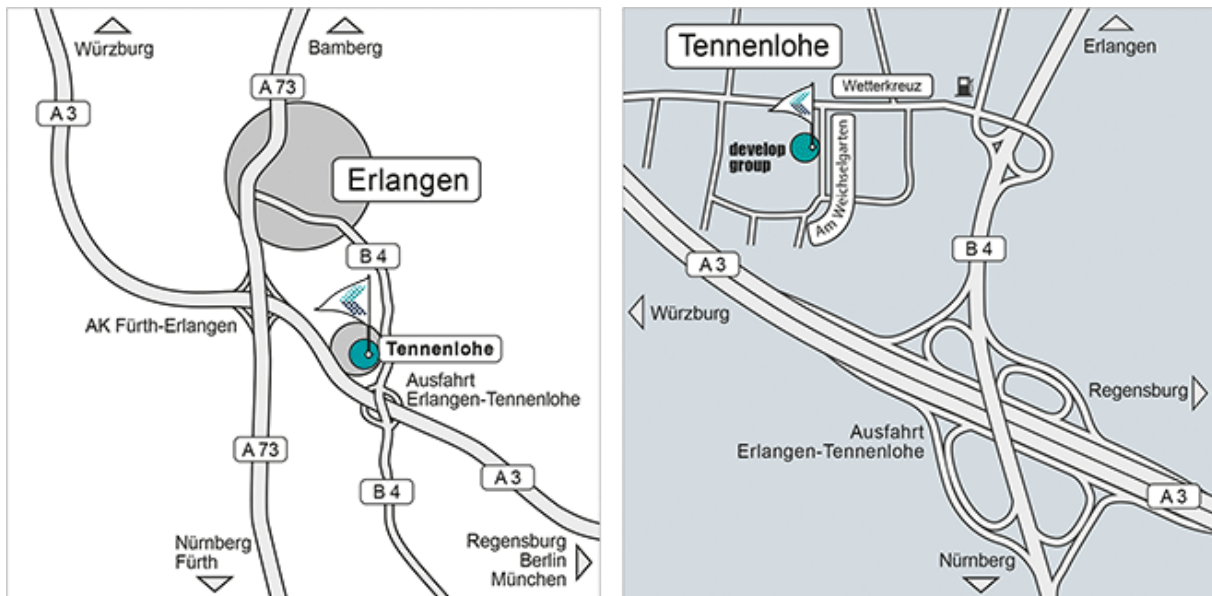 Würzburg
Bamberg
A 73
A 3
Erlangen
B 4
AK Fürth-Erlangen
Tennenlohe
Ausfahrt
Erlangen-Tennenlohe
A 73
A 3
B 4
Nürnberg
Fürth
Regensburg
Berlin
München
Tennenlohe
Erlangen
Wetterkreuz
develop
group
Am Weichselgarten
B 4
A 3
Würzburg
Regensburg
Ausfahrt
Erlangen-Tennenlohe
A 3
Nürnberg